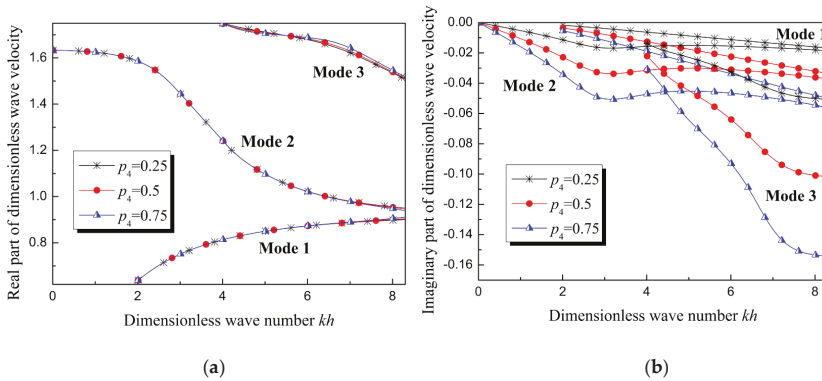 Real part of dimensionless wave velocity
1.6
1.4
1.2
1.0
0.8
0 2 4 6 8
Dimensionless wave number kh
Mode 3
Mode 2
Mode 1
p4=0.25
p4=0.5
p4=0.75
(a)
Imaginary part of dimensionless wave velocity
0.00
-0.02
-0.04
-0.06
-0.08
-0.10
-0.12
-0.14
-0.16
0 2 4 6 8
Dimensionless wave number kh
Mode 1
Mode 2
Mode 3
p4=0.25
p4=0.5
p4=0.75
(b)